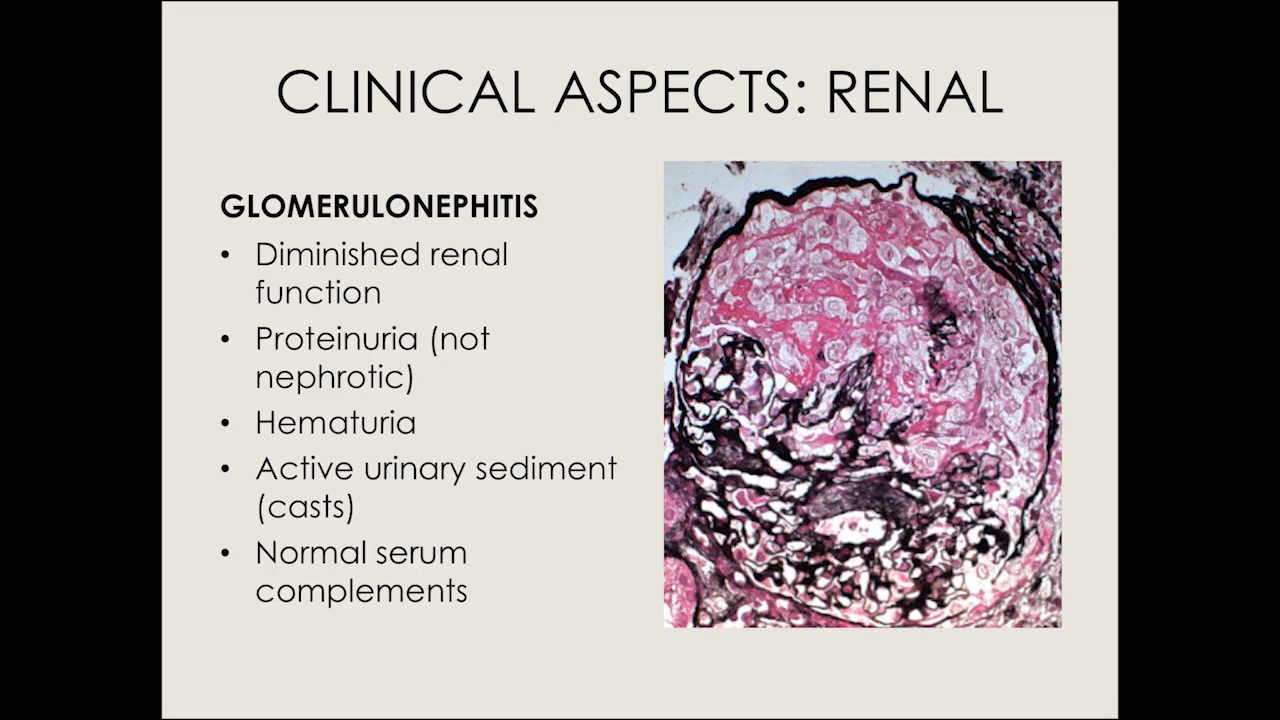 CLINICAL ASPECTS: RENAL
GLOMERULONEPHITIS
• Diminished renal
function
• Proteinuria (not
nephrotic)
• Hematuria
• Active urinary sediment
(casts)
• Normal serum
complements